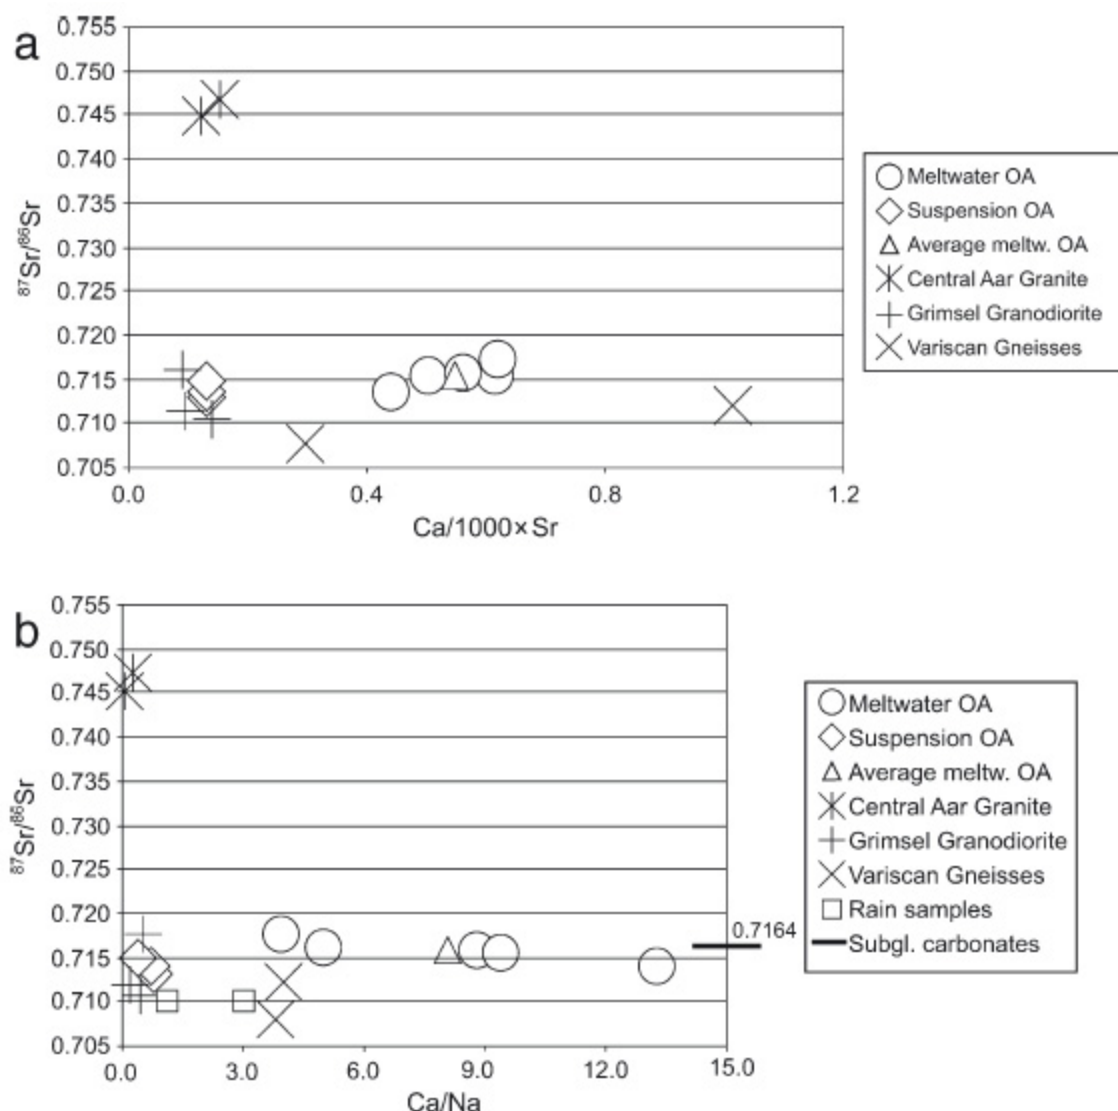 a
0.755
0.750
0.745
0.740
0.735
0.730
0.725
0.720
0.715
0.710
0.705
⁸⁷Sr/⁸⁶Sr
0.0 0.4 0.8 1.2
Ca/1000×Sr
Meltwater OA
Suspension OA
Average meltw. OA
Central Aar Granite
Grimsel Granodiorite
Variscan Gneisses
b
0.755
0.750
0.745
0.740
0.735
0.730
0.725
0.720
0.715
0.710
0.705
⁸⁷Sr/⁸⁶Sr
0.0 3.0 6.0 9.0 12.0 15.0
Ca/Na
0.7164
Meltwater OA
Suspension OA
Average meltw. OA
Central Aar Granite
Grimsel Granodiorite
Variscan Gneisses
Rain samples
Subgl. carbonates